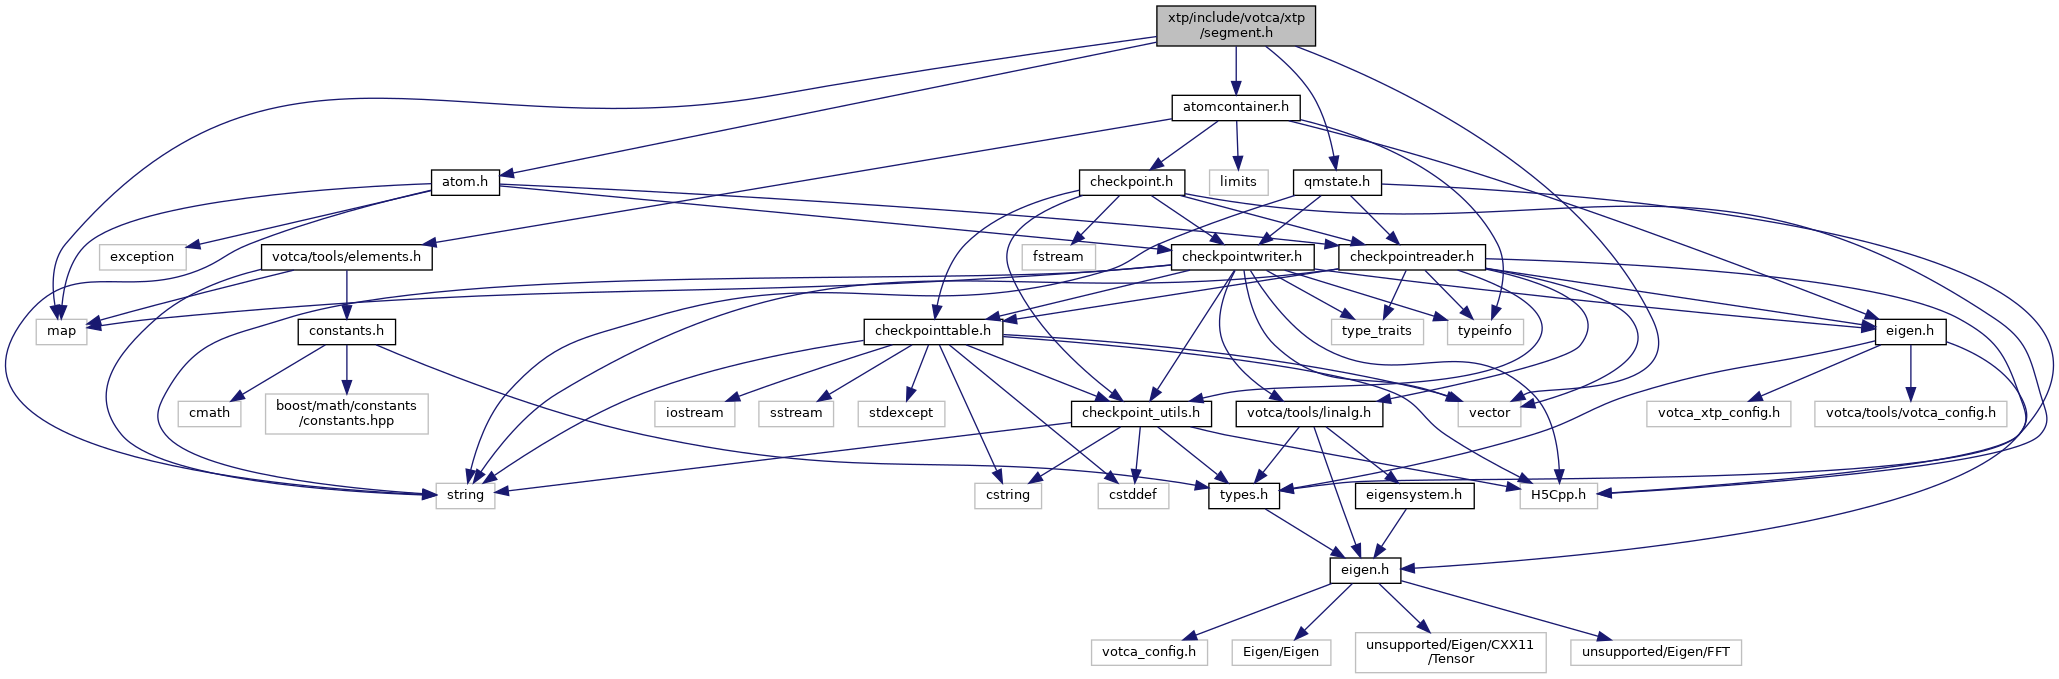 xtp/include/votca/xtp
/segment.h
atomcontainer.h
atom.h
checkpoint.h
limits
qmstate.h
exception
votca/tools/elements.h
fstream
checkpointwriter.h
checkpointreader.h
map
constants.h
checkpointtable.h
type_traits
typeinfo
eigen.h
cmath
boost/math/constants
/constants.hpp
iostream
sstream
stdexcept
checkpoint_utils.h
votca/tools/linalg.h
vector
votca_xtp_config.h
votca/tools/votca_config.h
string
cstring
cstddef
types.h
eigensystem.h
H5Cpp.h
eigen.h
votca_config.h
Eigen/Eigen
unsupported/Eigen/CXX11
/Tensor
unsupported/Eigen/FFT